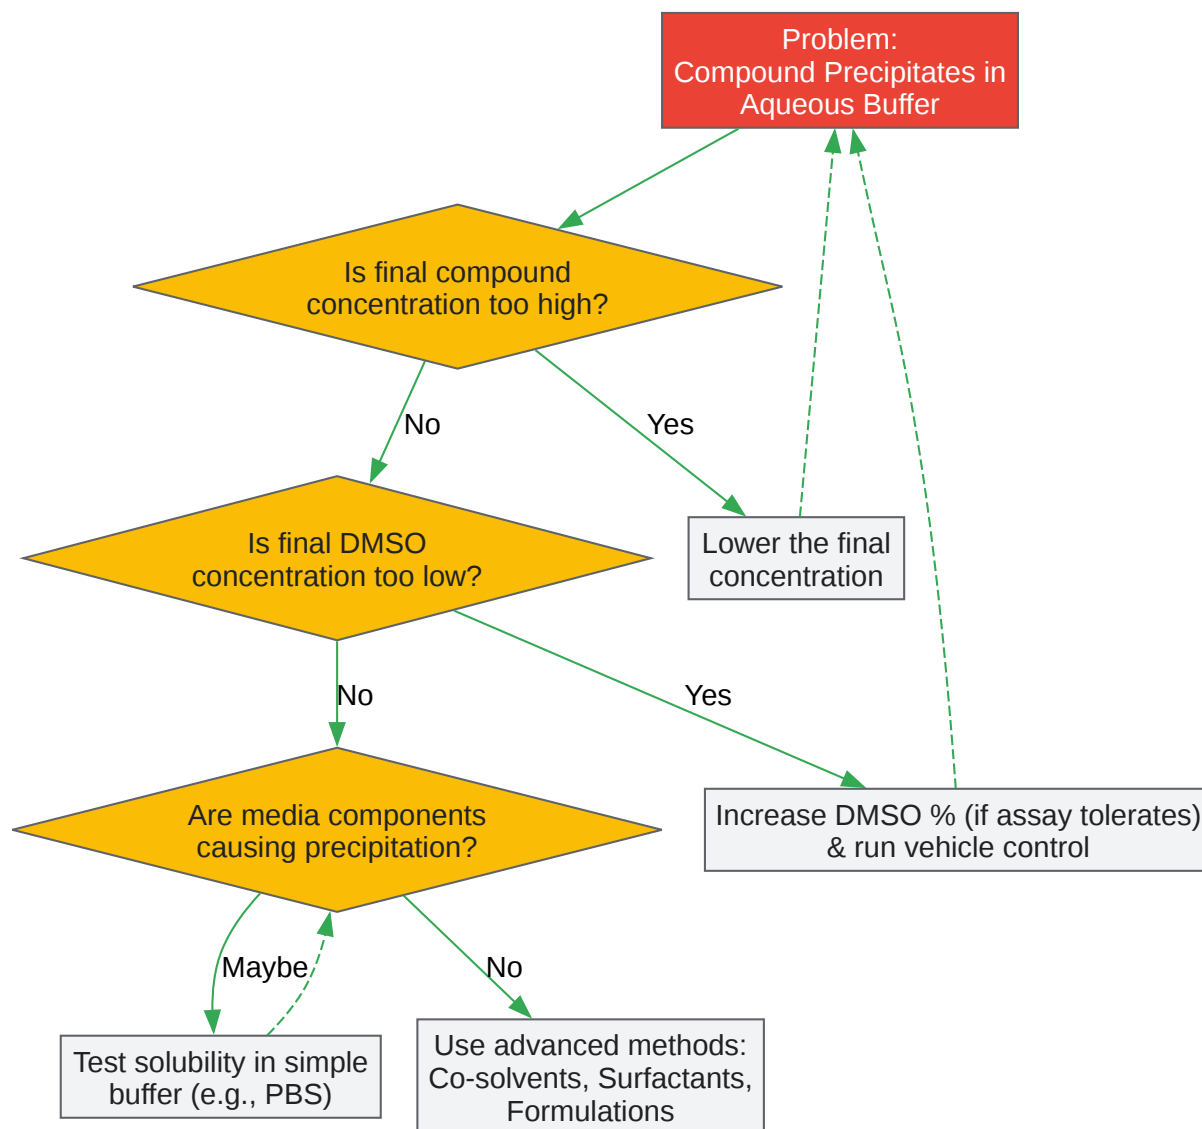 Problem:
Compound Precipitates in
Aqueous Buffer
Is final compound
concentration too high?
No
Yes
Is final DMSO
concentration too low?
Lower the final
concentration
No
Yes
Are media components
causing precipitation?
Increase DMSO % (if assay tolerates)
& run vehicle control
Maybe
No
Test solubility in simple
buffer (e.g., PBS)
Use advanced methods:
Co-solvents, Surfactants,
Formulations